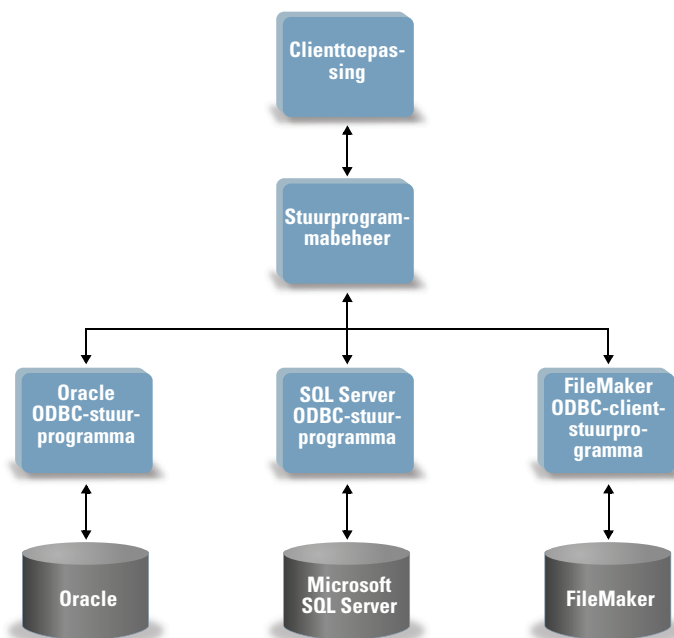 Clienttoepas-
sing
Stuurprogram-
mabeheer
Oracle
ODBC-stuur-
programma
SQL Server
ODBC-stuur-
programma
FileMaker
ODBC-client-
stuurpro-
gramma
Oracle
Microsoft
SQL Server
FileMaker